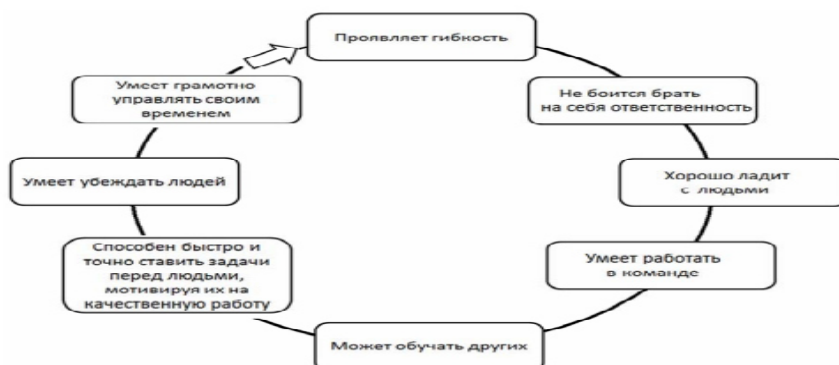 Проявляет гибкость
Не боится брать
на себя ответственность
Хорошо ладит
с людьми
Умеет работать
в команде
Может обучать других
Способен быстро и
точно ставить задачи
перед людьми,
мотивируя их на
качественную работу
Умеет убеждать людей
Умеет грамотно
управлять своим
временем